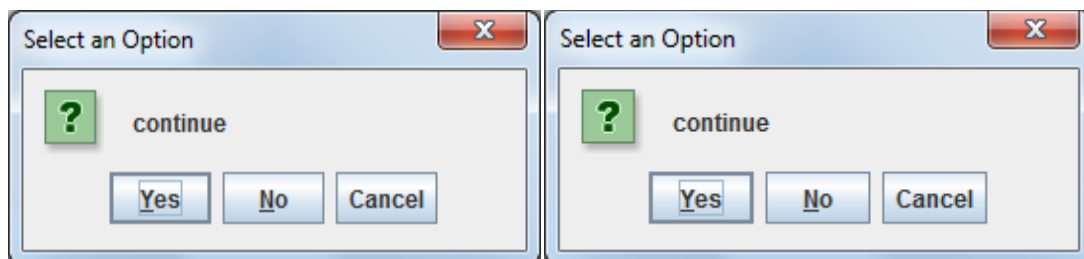 Select an Option
?
continue
Yes No Cancel
Select an Option
?
continue
Yes No Cancel